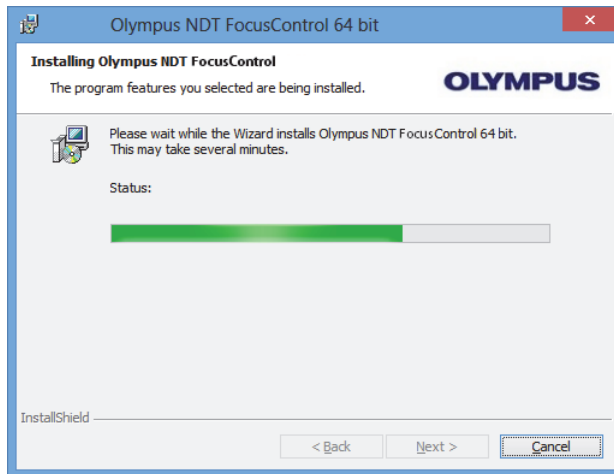 Olympus NDT FocusControl 64 bit
Installing Olympus NDT FocusControl
The program features you selected are being installed.
OLYMPUS
Please wait while the Wizard installs Olympus NDT FocusControl 64 bit.
This may take several minutes.
Status:
InstallShield
< Back
Next >
Cancel